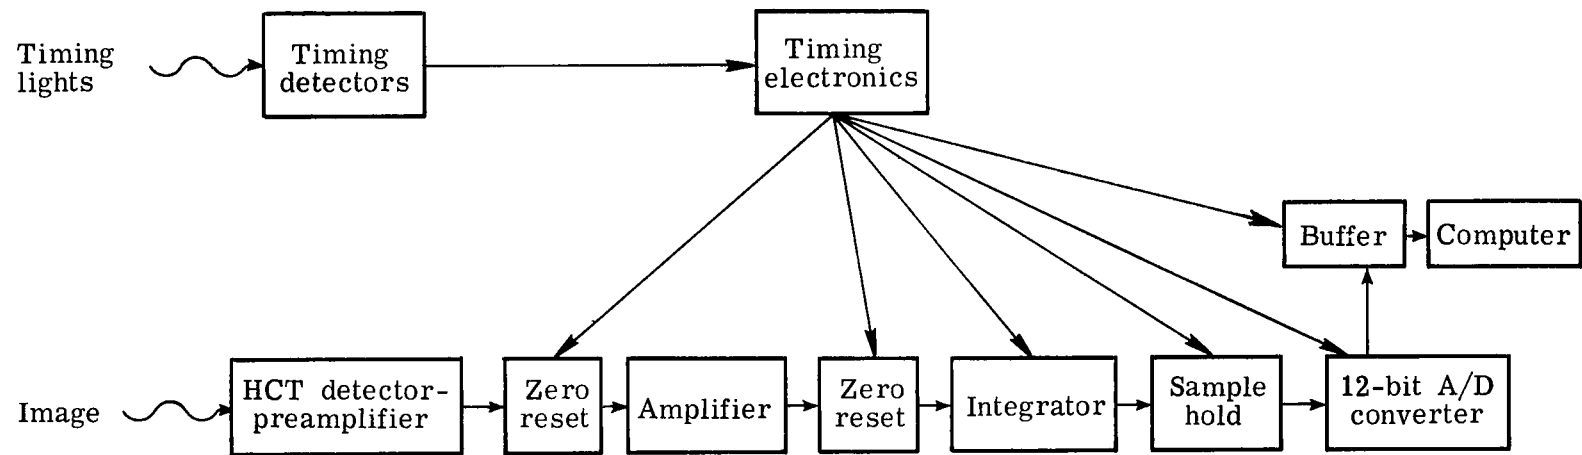 Timing
lights
Timing
detectors
Timing
electronics
Buffer
Computer
Image
HCT detector-
preamplifier
Zero
reset
Amplifier
Zero
reset
Integrator
Sample
hold
12-bit A/D
converter